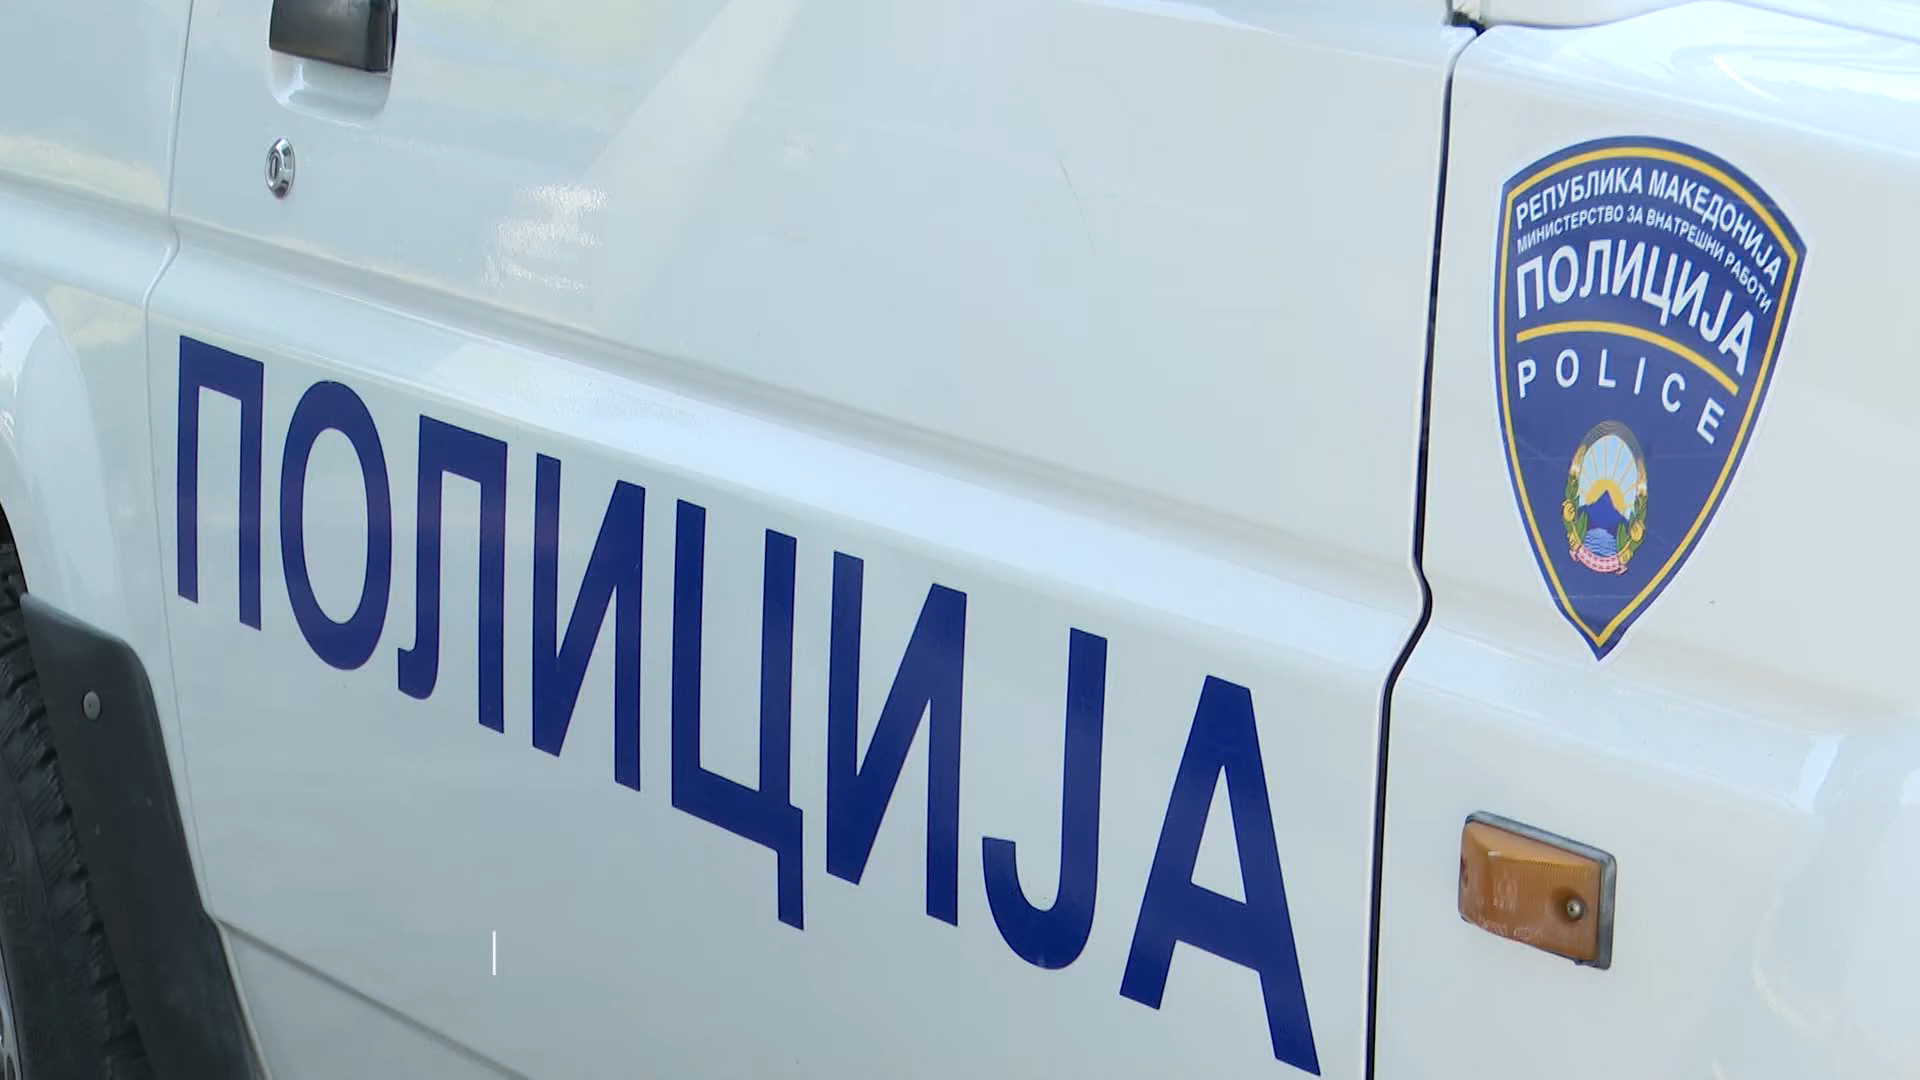 ПОЛИЦИЈА
РЕПУБЛИКА МАКЕДОНИЈА
МИНИСТЕРСТВО ЗА ВНАТРЕШНИ РАБОТИ
ПОЛИЦИЈА
POLICE